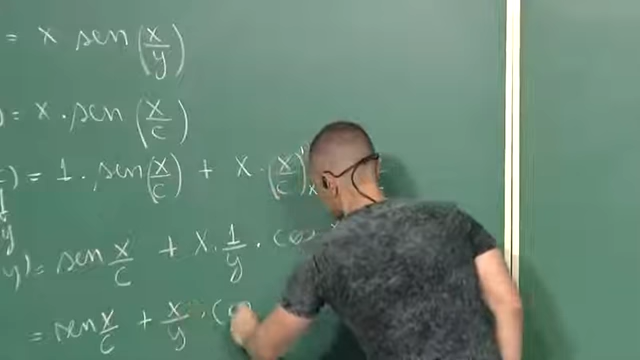 = x sen (x/y)
= x . sen (x/c)
c) = 1 . sen (x/c) + x . (x/c)' x
y) = sen x/c + x . 1/y . cos
= sen x/c + x/y . co